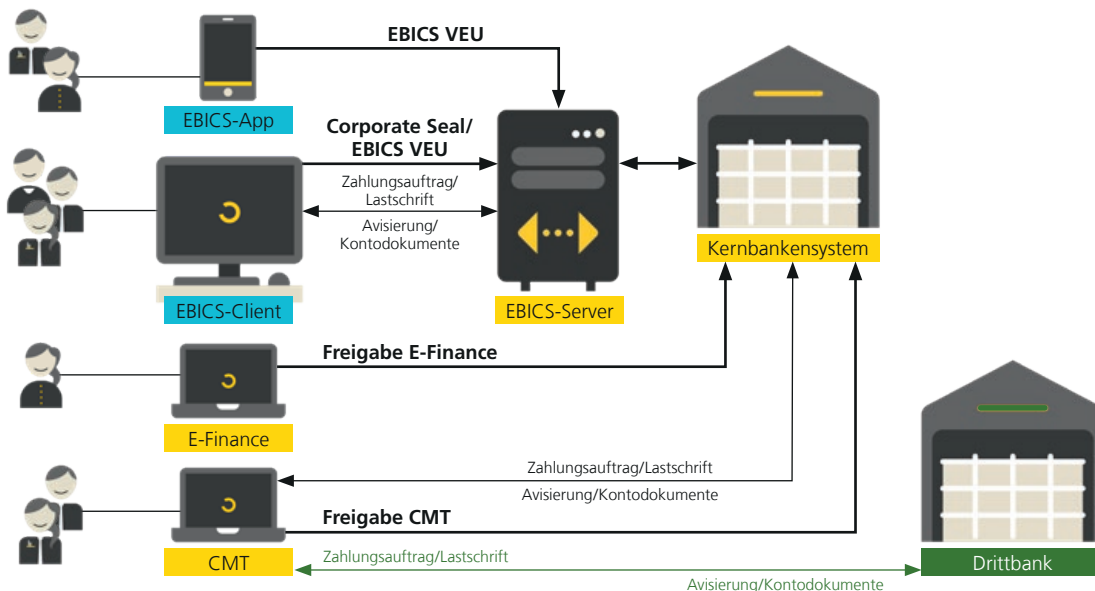 EBICS VEU
EBICS-App
Corporate Seal/
EBICS VEU
Zahlungsauftrag/
Lastschrift
Avisierung/
Kontodokumente
EBICS-Client
EBICS-Server
Kernbankensystem
Freigabe E-Finance
E-Finance
Zahlungsauftrag/Lastschrift
Avisierung/Kontodokumente
Freigabe CMT
CMT
Zahlungsauftrag/Lastschrift
Avisierung/Kontodokumente
Drittbank